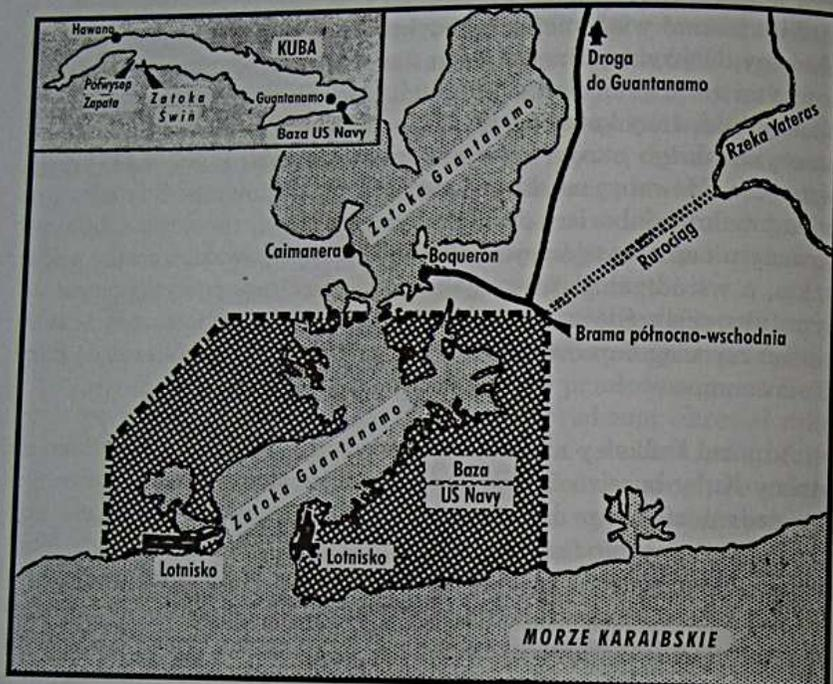 Hawana
KUBA
Półwysep
Zapata
Zatoka
Świń
Guantanamo
Baza US Navy
Droga
do Guantanamo
Rzeka Yateras
Zatoka Guantanamo
Caimanera
Boqueron
Rurociąg
Brama północno-wschodnia
Zatoka Guantanamo
Baza
US Navy
Lotnisko
Lotnisko
MORZE KARAIBSKIE